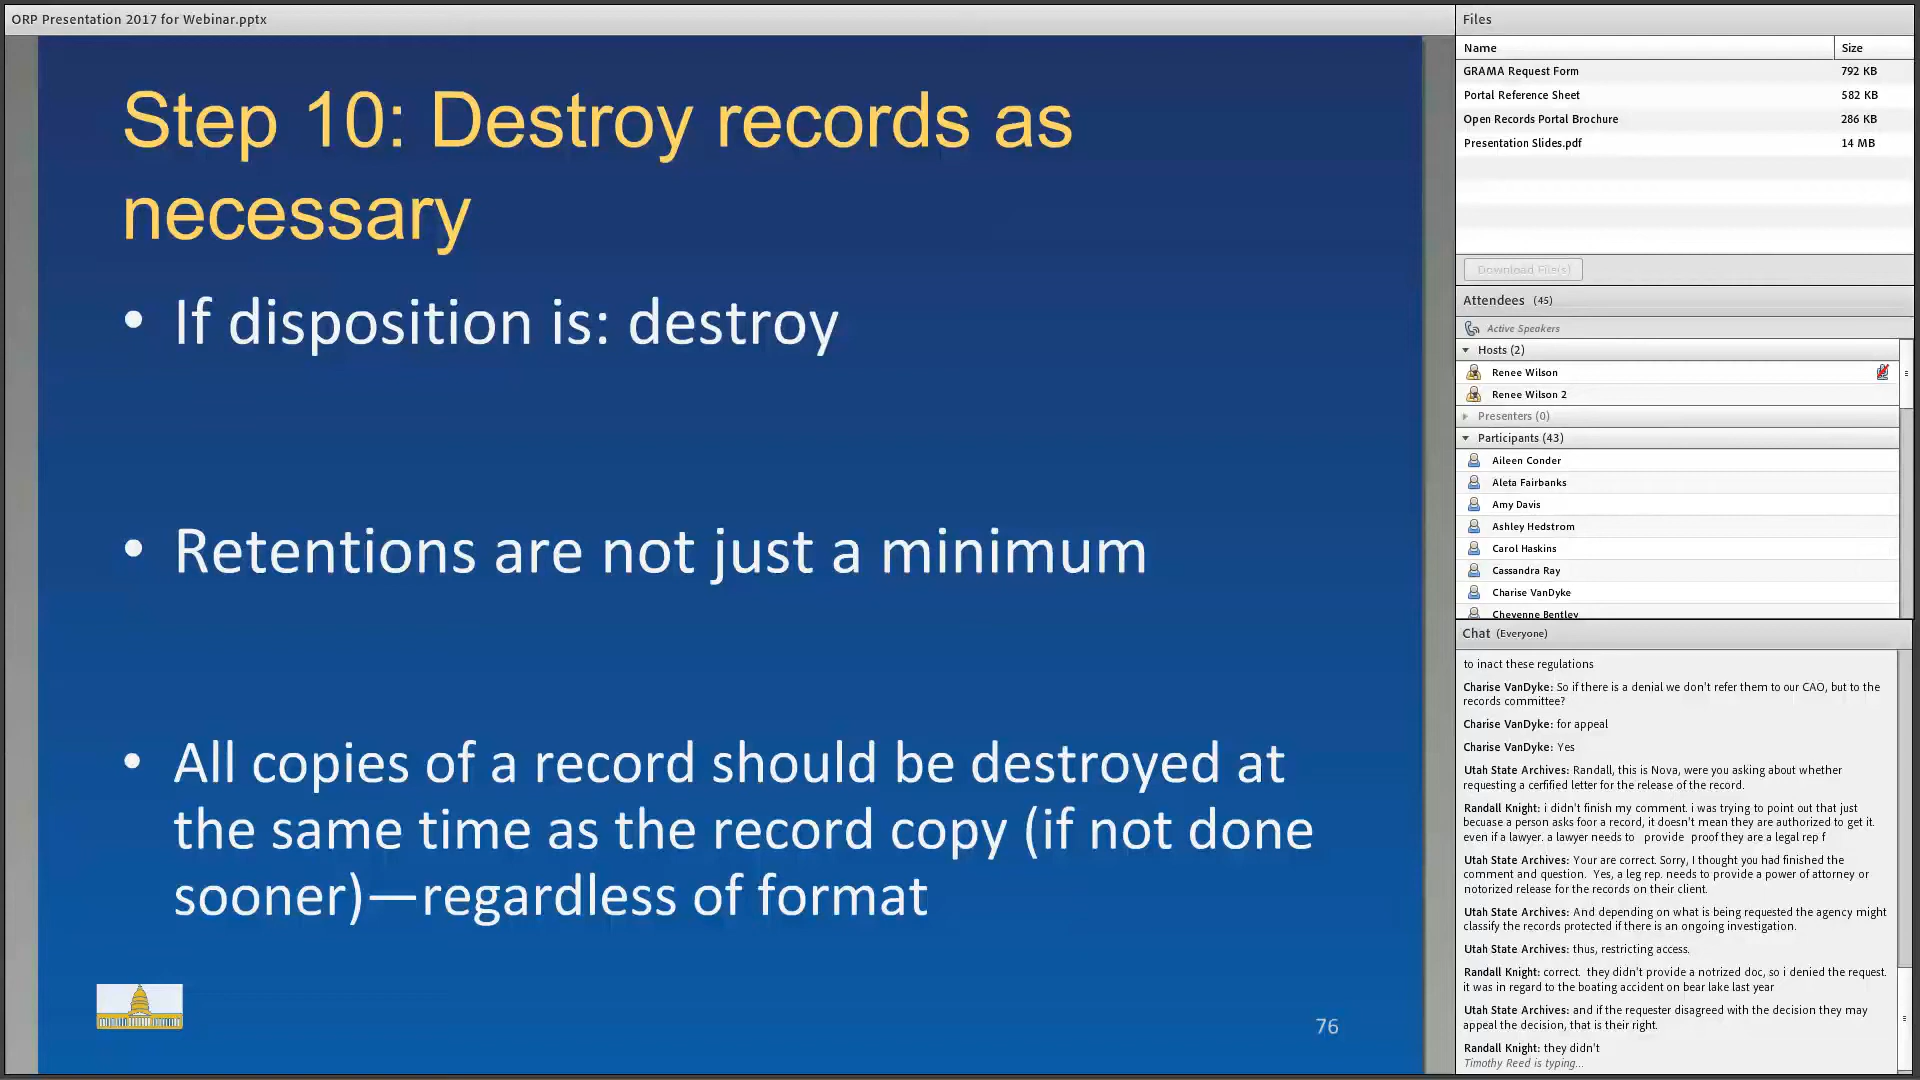 ORP Presentation 2017 for Webinar.pptx
Step 10: Destroy records as
necessary
• If disposition is: destroy
• Retentions are not just a minimum
• All copies of a record should be destroyed at
the same time as the record copy (if not done
sooner)—regardless of format
76
Files
Name Size
GRAMA Request Form 792 KB
Portal Reference Sheet 582 KB
Open Records Portal Brochure 286 KB
Presentation Slides.pdf 14 MB
Download File(s)
Attendees (45)
Active Speakers
Hosts (2)
Renee Wilson
Renee Wilson 2
Presenters (0)
Participants (43)
Aileen Conder
Aleta Fairbanks
Amy Davis
Ashley Hedstrom
Carol Haskins
Cassandra Ray
Charise VanDyke
Cheyenne Bentley
Chat (Everyone)
to inact these regulations
Charise VanDyke: So if there is a denial we don't refer them to our CAO, but to the
records committee?
Charise VanDyke: for appeal
Charise VanDyke: Yes
Utah State Archives: Randall, this is Nova, were you asking about whether
requesting a cerfified letter for the release of the record.
Randall Knight: i didn't finish my comment. i was trying to point out that just
becuase a person asks foor a record, it doesn't mean they are authorized to get it.
even if a lawyer. a lawyer needs to provide proof they are a legal rep f
Utah State Archives: Your are correct. Sorry, I thought you had finished the
comment and question. Yes, a leg rep. needs to provide a power of attorney or
notorized release for the records on their client.
Utah State Archives: And depending on what is being requested the agency might
classify the records protected if there is an ongoing investigation.
Utah State Archives: thus, restricting access.
Randall Knight: correct. they didn't provide a notrized doc, so i denied the request.
it was in regard to the boating accident on bear lake last year
Utah State Archives: and if the requester disagreed with the decision they may
appeal the decision, that is their right.
Randall Knight: they didn't
Timothy Reed is typing...